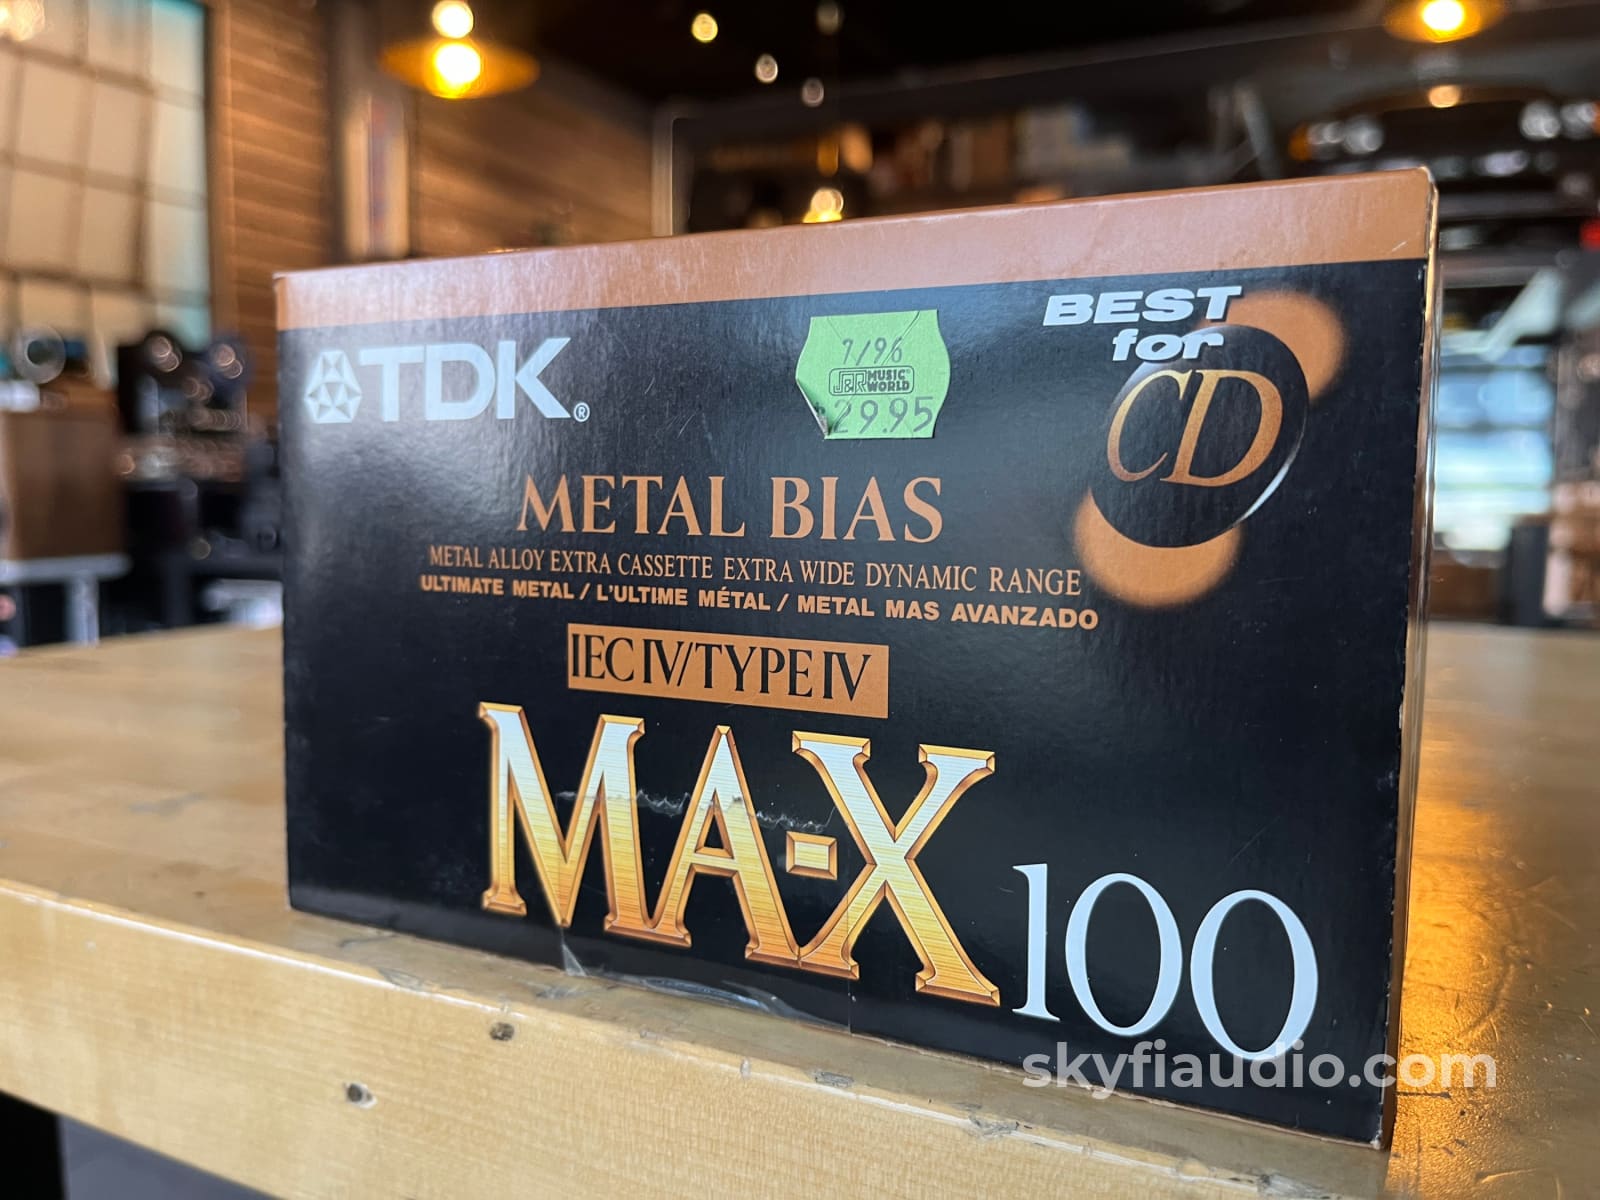 TDK®
7/96
J&R MUSIC WORLD
$29.95
BEST
for
CD
METAL BIAS
METAL ALLOY EXTRA CASSETTE EXTRA WIDE DYNAMIC RANGE
ULTIMATE METAL / L'ULTIME MÉTAL / METAL MAS AVANZADO
IEC IV/TYPE IV
MA-X 100
skyfiaudio.com